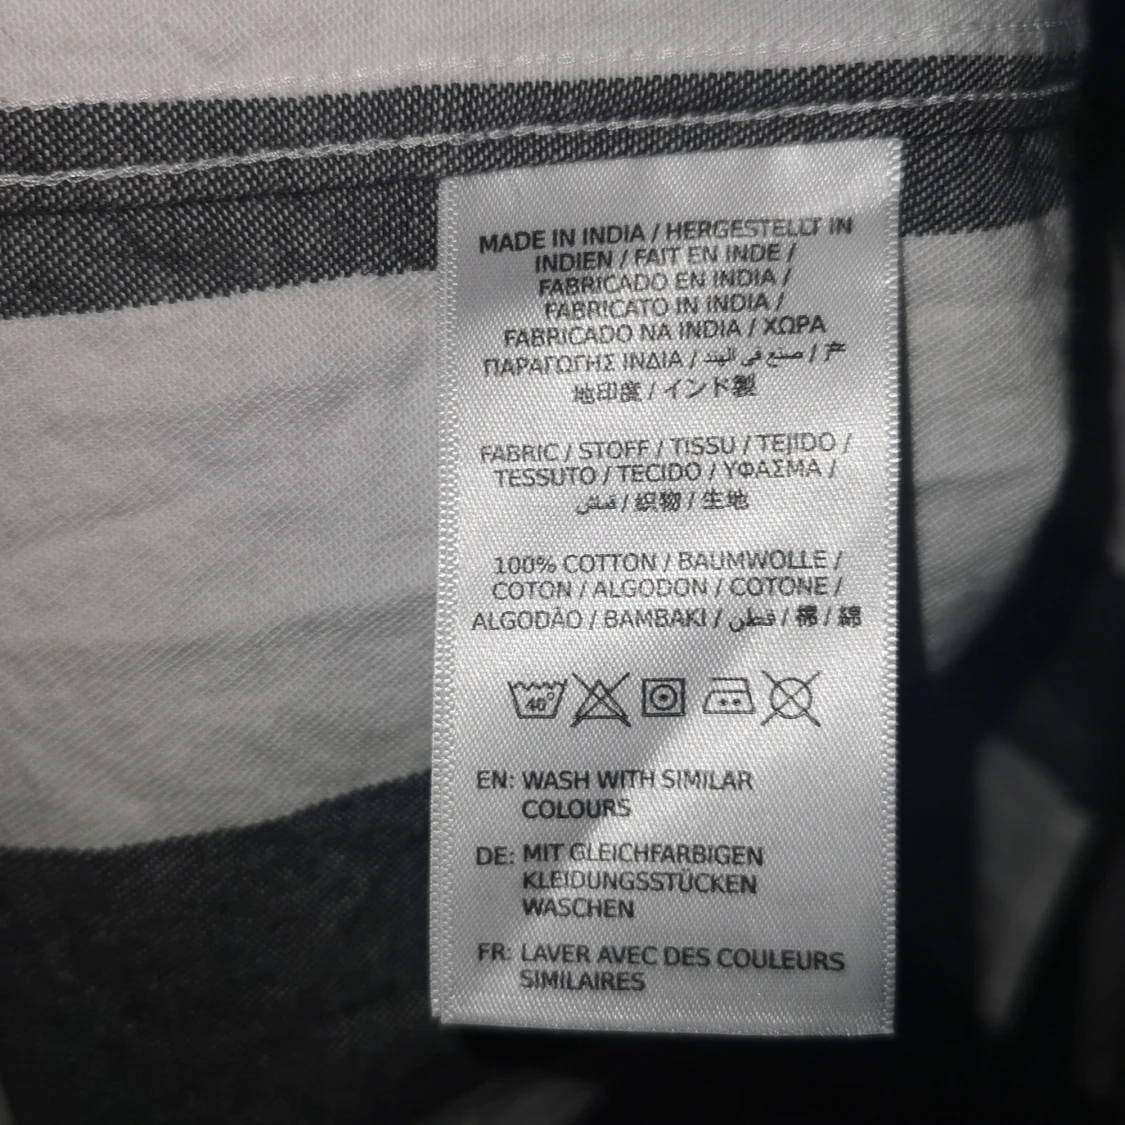 MADE IN INDIA / HERGESTELLT IN
INDIEN / FAIT EN INDE /
FABRICADO EN INDIA /
FABRICATO IN INDIA /
FABRICADO NA INDIA / ΧΩΡΑ
ΠΑΡΑΓΩΓΗΣ ΙΝΔΙΑ / صنع في الهند / 产
地印度 / インド製
FABRIC / STOFF / TISSU / TEJIDO /
TESSUTO / TECIDO / ΥΦΑΣΜΑ /
قماش / 织物 / 生地
100% COTTON / BAUMWOLLE /
COTON / ALGODON / COTONE /
ALGODÃO / BAMBAKI / قطن / 棉 / 綿
40°
EN: WASH WITH SIMILAR
COLOURS
DE: MIT GLEICHFARBIGEN
KLEIDUNGSSTÜCKEN
WASCHEN
FR: LAVER AVEC DES COULEURS
SIMILAIRES